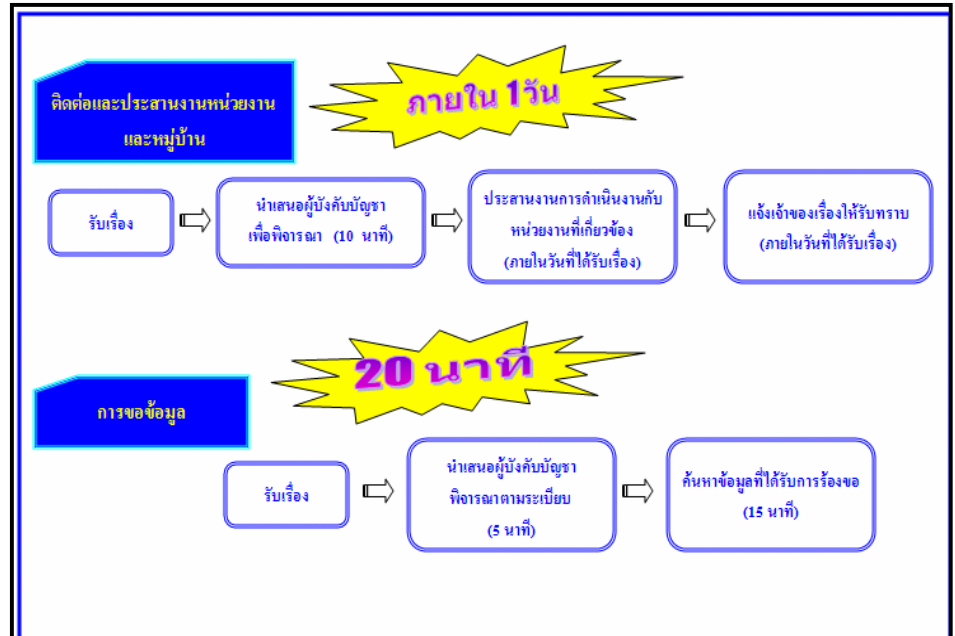 ติดต่อและประสานงานหน่วยงาน
และหมู่บ้าน
ภายใน 1วัน
รับเรื่อง
นำเสนอผู้บังคับบัญชา
เพื่อพิจารณา (10 นาที)
ประสานงานการดำเนินงานกับ
หน่วยงานที่เกี่ยวข้อง
(ภายในวันที่ได้รับเรื่อง)
แจ้งเจ้าของเรื่องให้รับทราบ
(ภายในวันที่ได้รับเรื่อง)
20 นาที
การขอข้อมูล
รับเรื่อง
นำเสนอผู้บังคับบัญชา
พิจารณาตามระเบียบ
(5 นาที)
ค้นหาข้อมูลที่ได้รับการร้องขอ
(15 นาที)